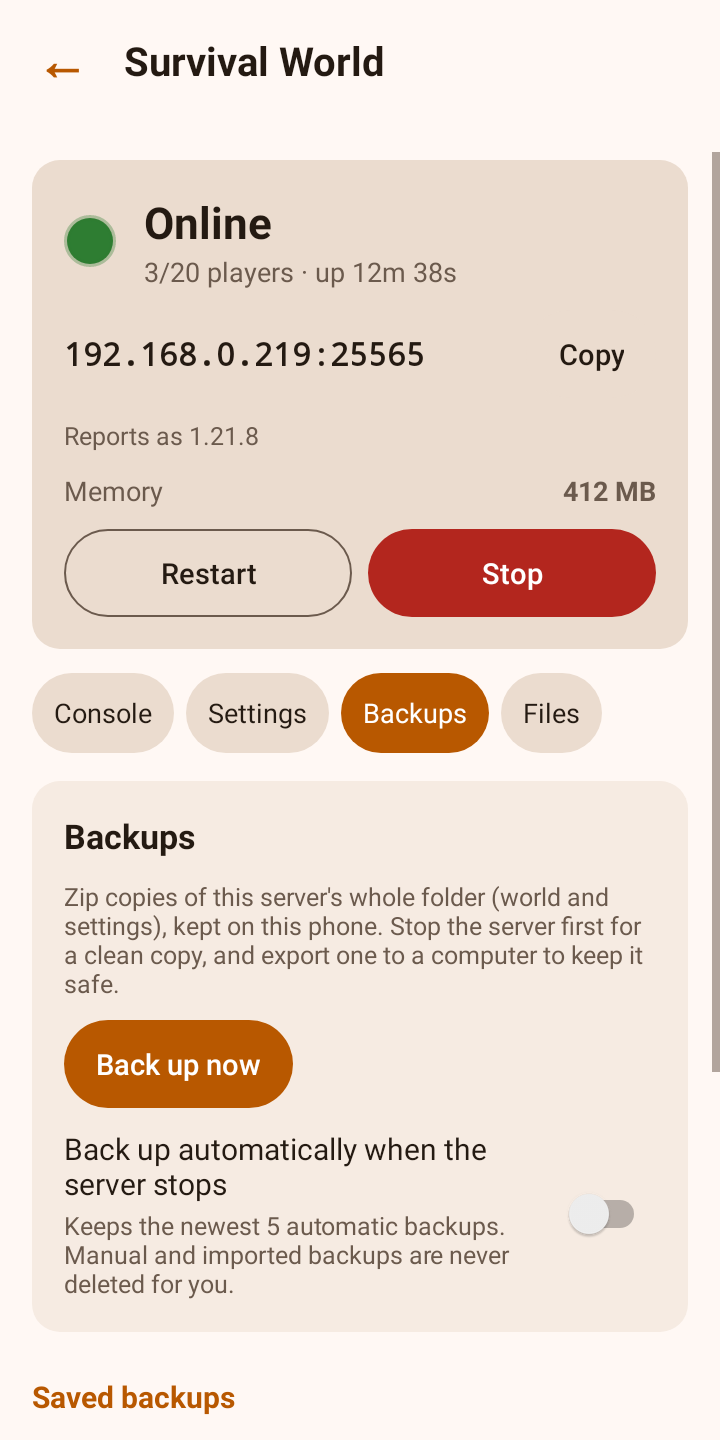 ← Survival World
Online
3/20 players · up 12m 38s
192.168.0.219:25565 Copy
Reports as 1.21.8
Memory 412 MB
Restart Stop
Console Settings Backups Files
Backups
Zip copies of this server's whole folder (world and
settings), kept on this phone. Stop the server first for
a clean copy, and export one to a computer to keep it
safe.
Back up now
Back up automatically when the
server stops
Keeps the newest 5 automatic backups.
Manual and imported backups are never
deleted for you.
Saved backups